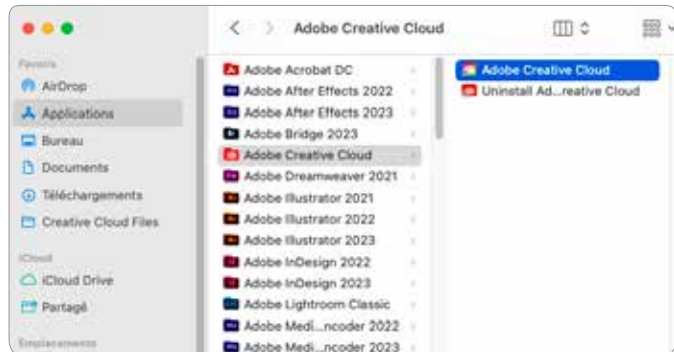 Adobe Creative Cloud
Favoris
AirDrop
Applications
Bureau
Documents
Téléchargements
Creative Cloud Files
iCloud
iCloud Drive
Partagé
Emplacements
Adobe Acrobat DC
Adobe After Effects 2022
Adobe After Effects 2023
Adobe Bridge 2023
Adobe Creative Cloud
Adobe Dreamweaver 2021
Adobe Illustrator 2021
Adobe Illustrator 2022
Adobe Illustrator 2023
Adobe InDesign 2022
Adobe InDesign 2023
Adobe Lightroom Classic
Adobe Medi...ncoder 2022
Adobe Medi...ncoder 2023
Adobe Creative Cloud
Uninstall Ad...reative Cloud